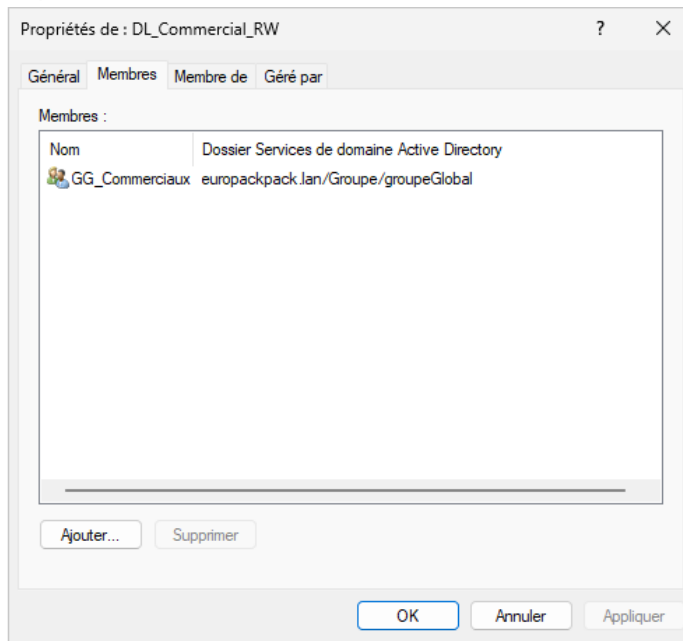 Propriétés de : DL_Commercial_RW ? ×
Général Membres Membre de Géré par
Membres :
Nom Dossier Services de domaine Active Directory
GG_Commerciaux europackpack.lan/Groupe/groupeGlobal
Ajouter... Supprimer
OK Annuler Appliquer